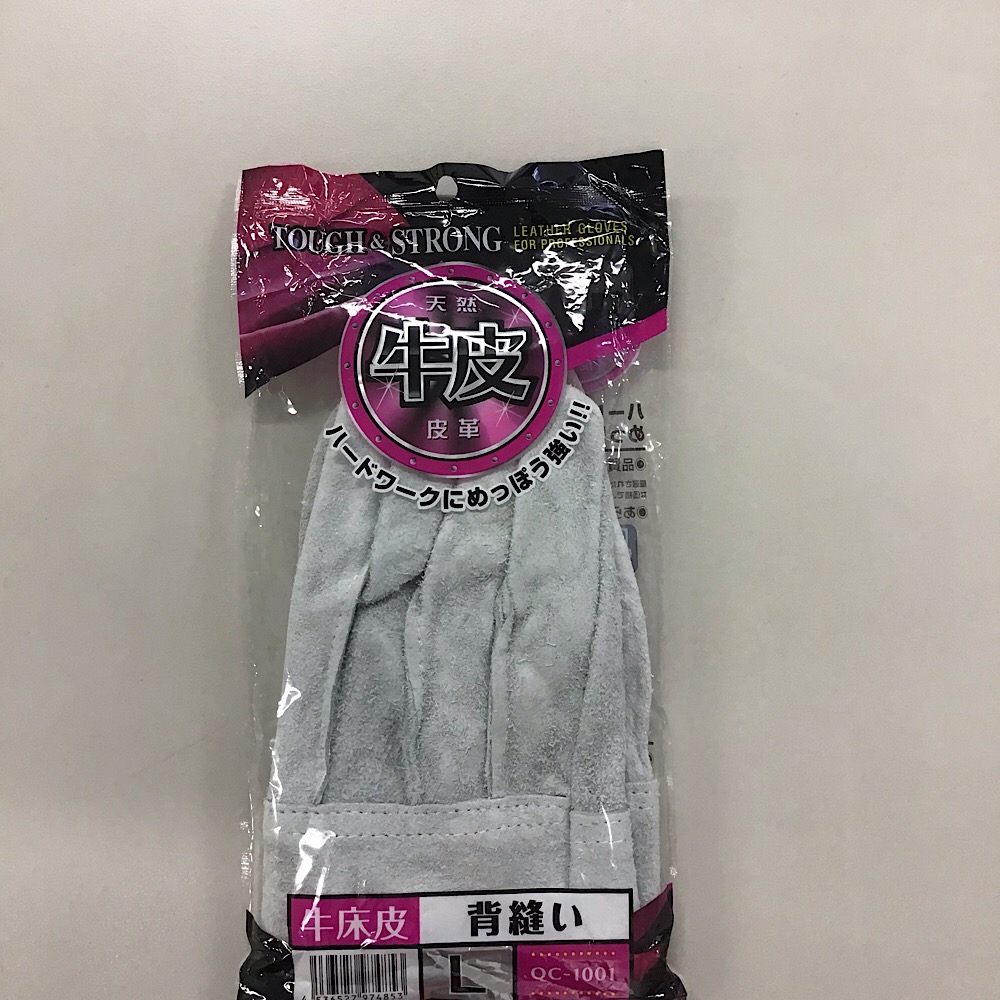 TOUGH & STRONG
LEATHER GLOVES
FOR PROFESSIONALS
天然
牛皮
皮革
ハードワークにめっぽう強い!!
牛床皮
背縫い
L
QC-1001